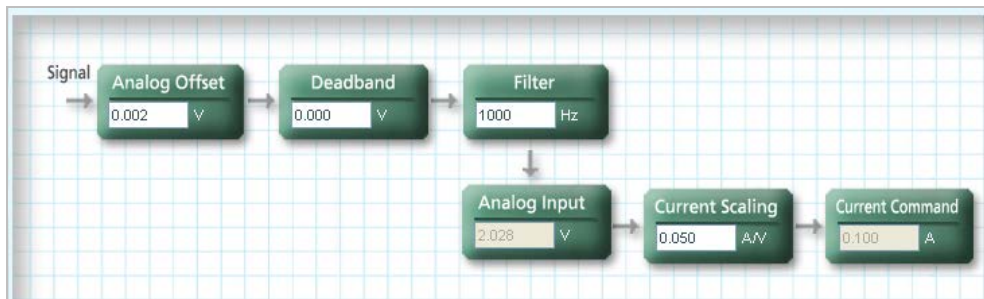 Signal
Analog Offset
0.002 V
Deadband
0.000 V
Filter
1000 Hz
Analog Input
2.028 V
Current Scaling
0.050 A/V
Current Command
0.100 A